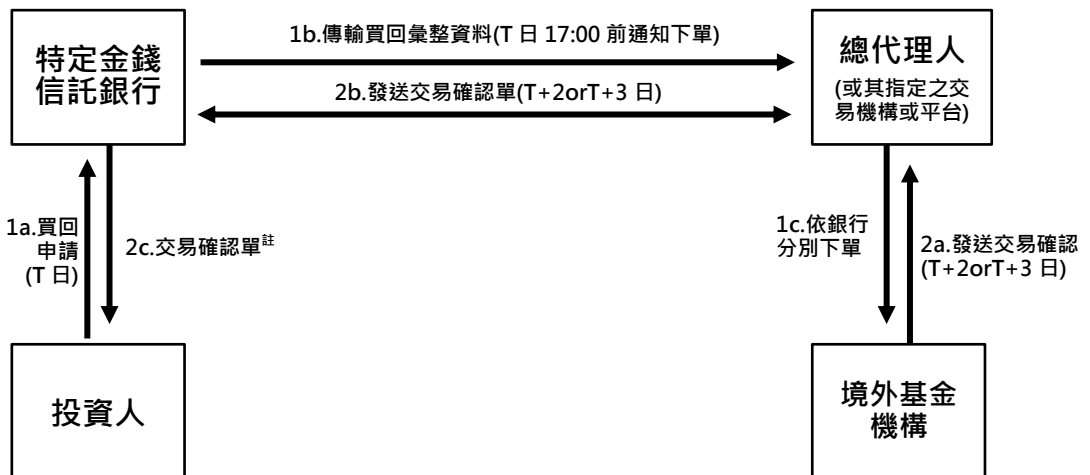 特定金錢
信託銀行
1b.傳輸買回彙整資料(T 日 17:00 前通知下單)
2b.發送交易確認單(T+2orT+3 日)
總代理人
(或其指定之交
易機構或平台)
1a.買回
申請
(T 日)
2c.交易確認單註
1c.依銀行
分別下單
2a.發送交易確認
(T+2orT+3 日)
投資人
境外基金
機構